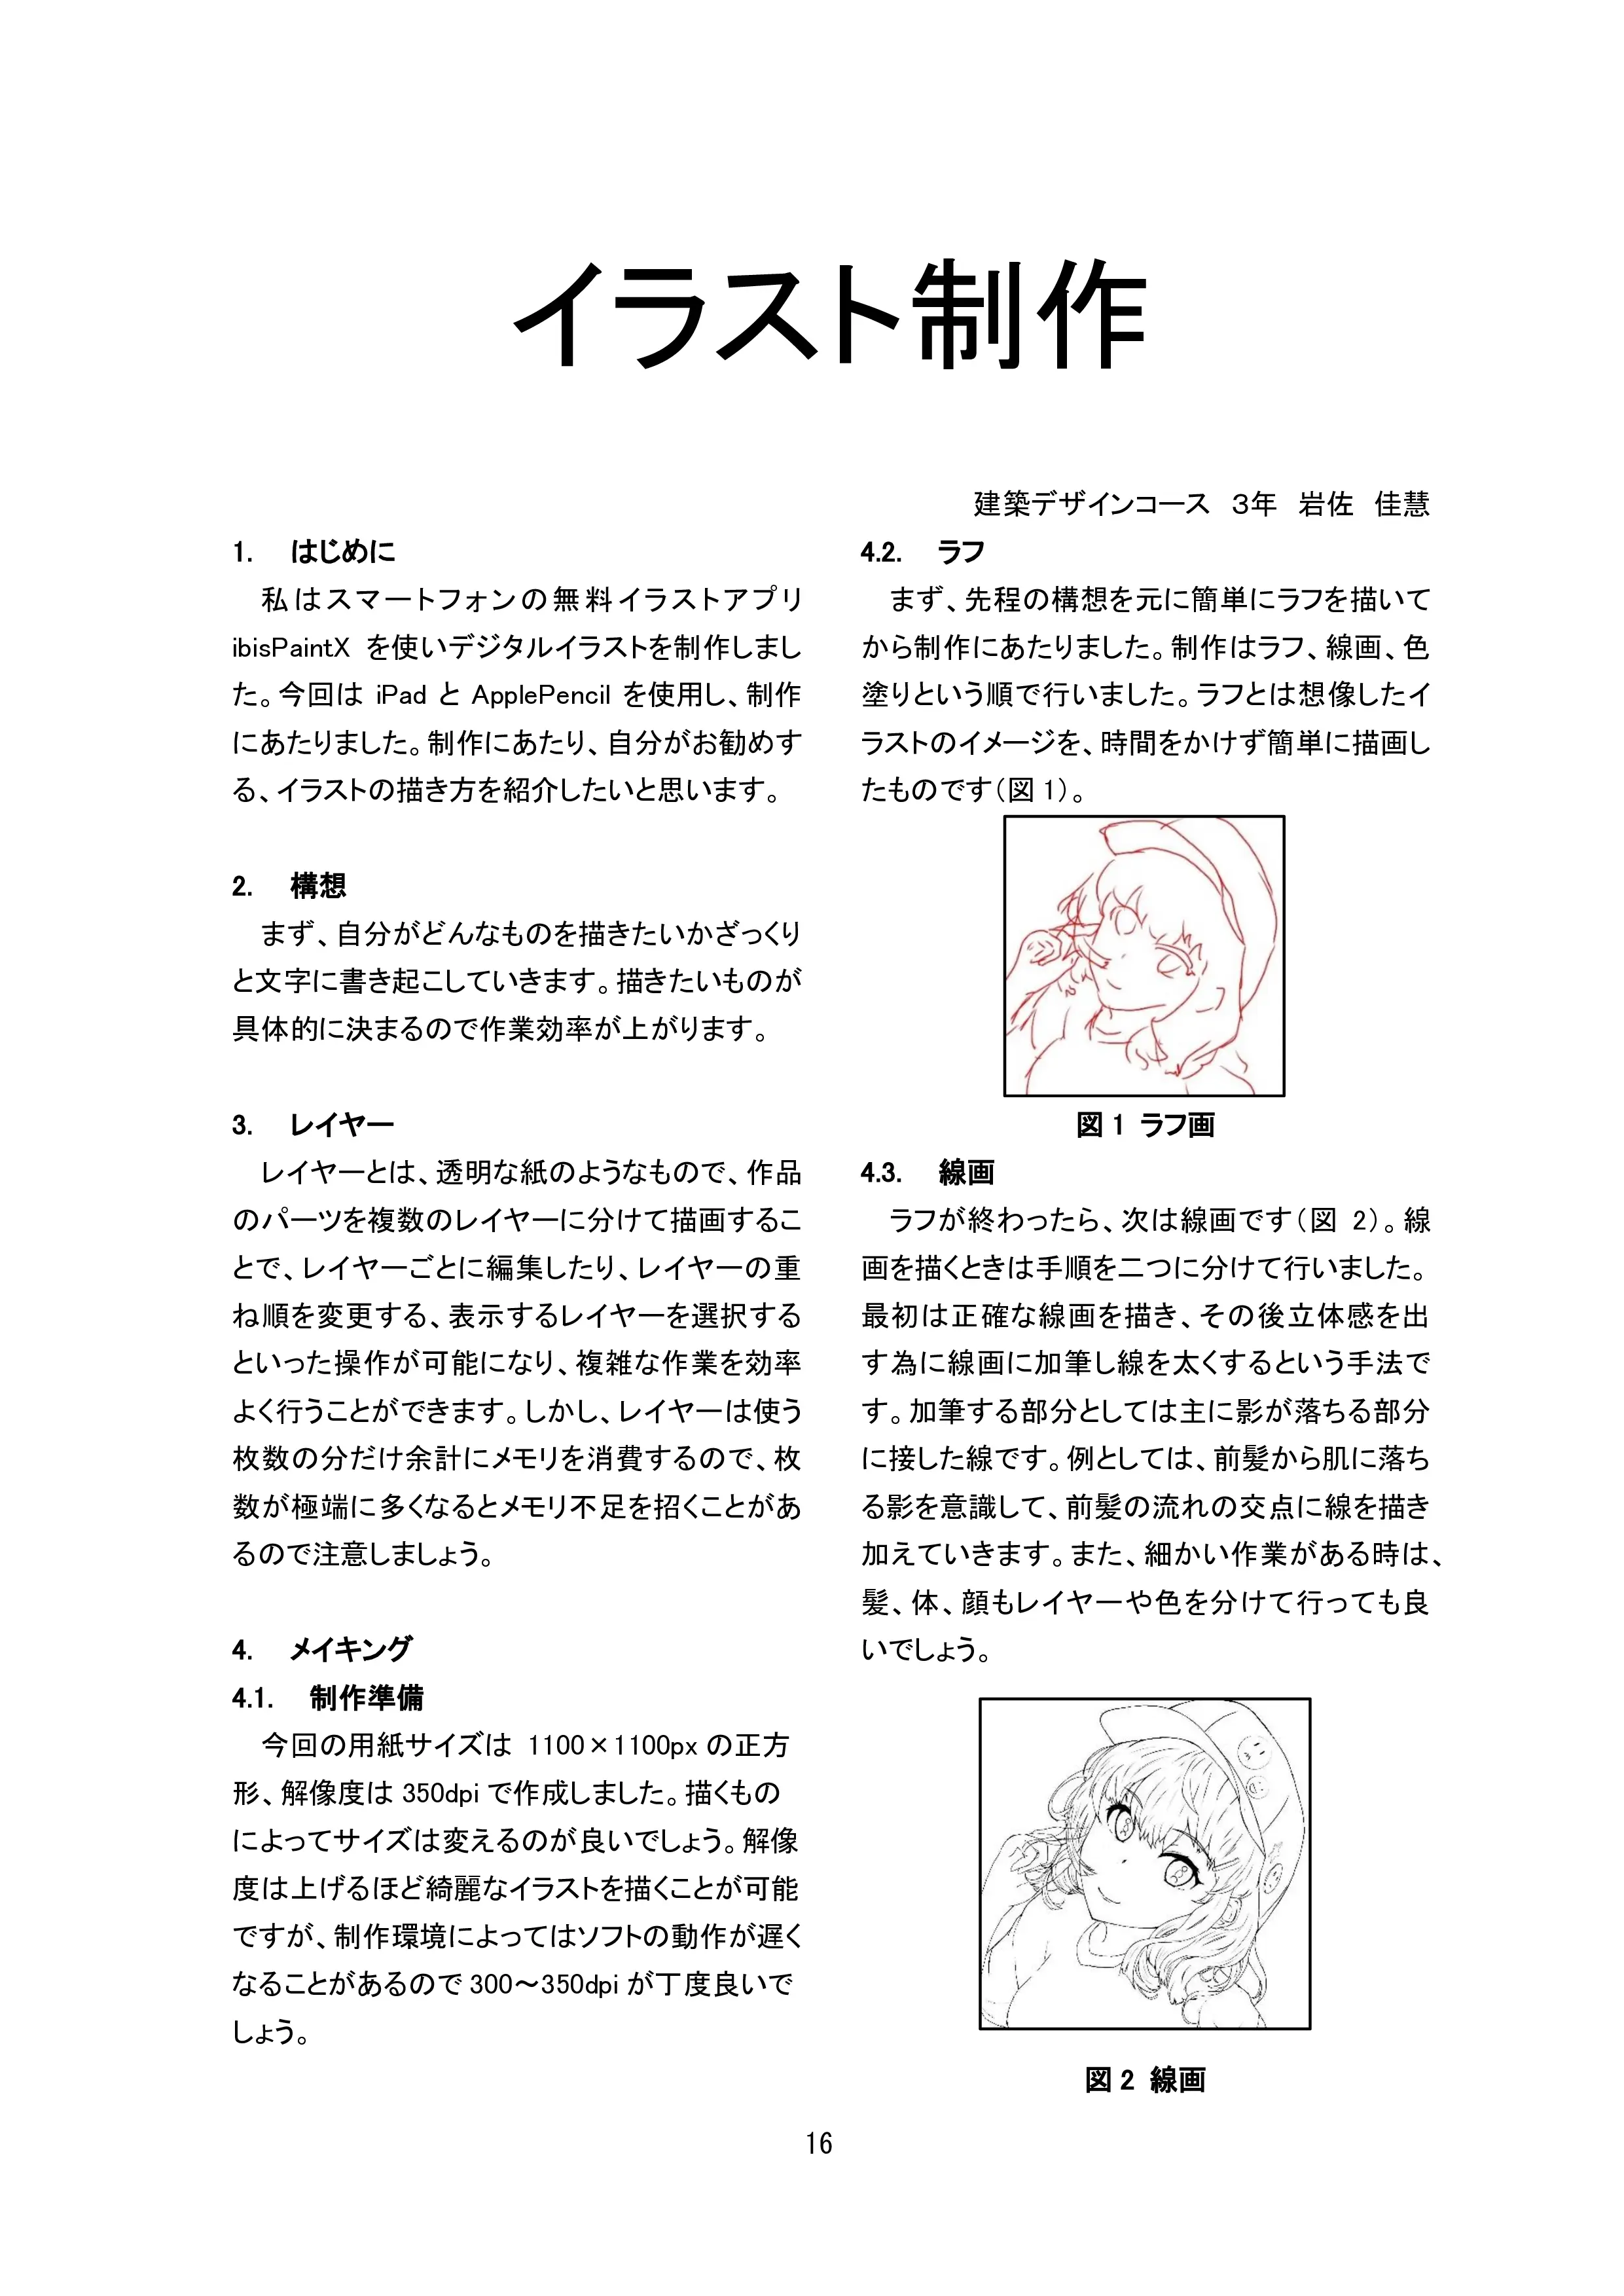 イラスト制作
建築デザインコース 3年 岩佐 佳慧
1. はじめに
私はスマートフォンの無料イラストアプリ
ibisPaintX を使いデジタルイラストを制作しまし
た。今回は iPad と ApplePencil を使用し、制作
にあたりました。制作にあたり、自分がお勧めす
る、イラストの描き方を紹介したいと思います。
2. 構想
まず、自分がどんなものを描きたいかざっくり
と文字に書き起こしていきます。描きたいものが
具体的に決まるので作業効率が上がります。
3. レイヤー
レイヤーとは、透明な紙のようなもので、作品
のパーツを複数のレイヤーに分けて描画するこ
とで、レイヤーごとに編集したり、レイヤーの重
ね順を変更する、表示するレイヤーを選択する
といった操作が可能になり、複雑な作業を効率
よく行うことができます。しかし、レイヤーは使う
枚数の分だけ余計にメモリを消費するので、枚
数が極端に多くなるとメモリ不足を招くことがあ
るので注意しましょう。
4. メイキング
4.1. 制作準備
今回の用紙サイズは 1100×1100px の正方
形、解像度は 350dpi で作成しました。描くもの
によってサイズは変えるのが良いでしょう。解像
度は上げるほど綺麗なイラストを描くことが可能
ですが、制作環境によってはソフトの動作が遅く
なることがあるので 300～350dpi が丁度良いで
しょう。
4.2. ラフ
まず、先程の構想を元に簡単にラフを描いて
から制作にあたりました。制作はラフ、線画、色
塗りという順で行いました。ラフとは想像したイ
ラストのイメージを、時間をかけず簡単に描画し
たものです（図 1）。
図 1 ラフ画
4.3. 線画
ラフが終わったら、次は線画です（図 2）。線
画を描くときは手順を二つに分けて行いました。
最初は正確な線画を描き、その後立体感を出
す為に線画に加筆し線を太くするという手法で
す。加筆する部分としては主に影が落ちる部分
に接した線です。例としては、前髪から肌に落ち
る影を意識して、前髪の流れの交点に線を描き
加えていきます。また、細かい作業がある時は、
髪、体、顔もレイヤーや色を分けて行っても良
いでしょう。
図 2 線画
16